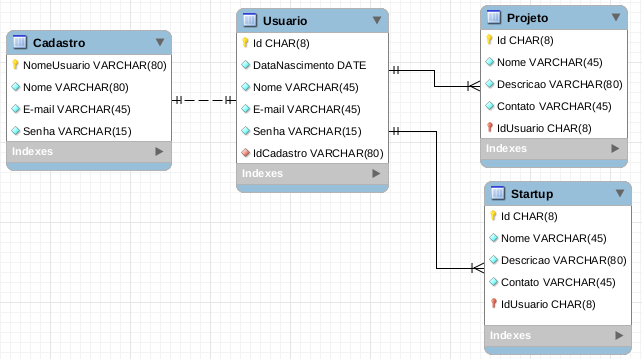 Cadastro
NomeUsuario VARCHAR(80)
Nome VARCHAR(80)
E-mail VARCHAR(45)
Senha VARCHAR(15)
Indexes
Usuario
Id CHAR(8)
DataNascimento DATE
Nome VARCHAR(45)
E-mail VARCHAR(45)
Senha VARCHAR(15)
IdCadastro VARCHAR(80)
Indexes
Projeto
Id CHAR(8)
Nome VARCHAR(45)
Descricao VARCHAR(80)
Contato VARCHAR(45)
IdUsuario CHAR(8)
Indexes
Startup
Id CHAR(8)
Nome VARCHAR(45)
Descricao VARCHAR(80)
Contato VARCHAR(45)
IdUsuario CHAR(8)
Indexes